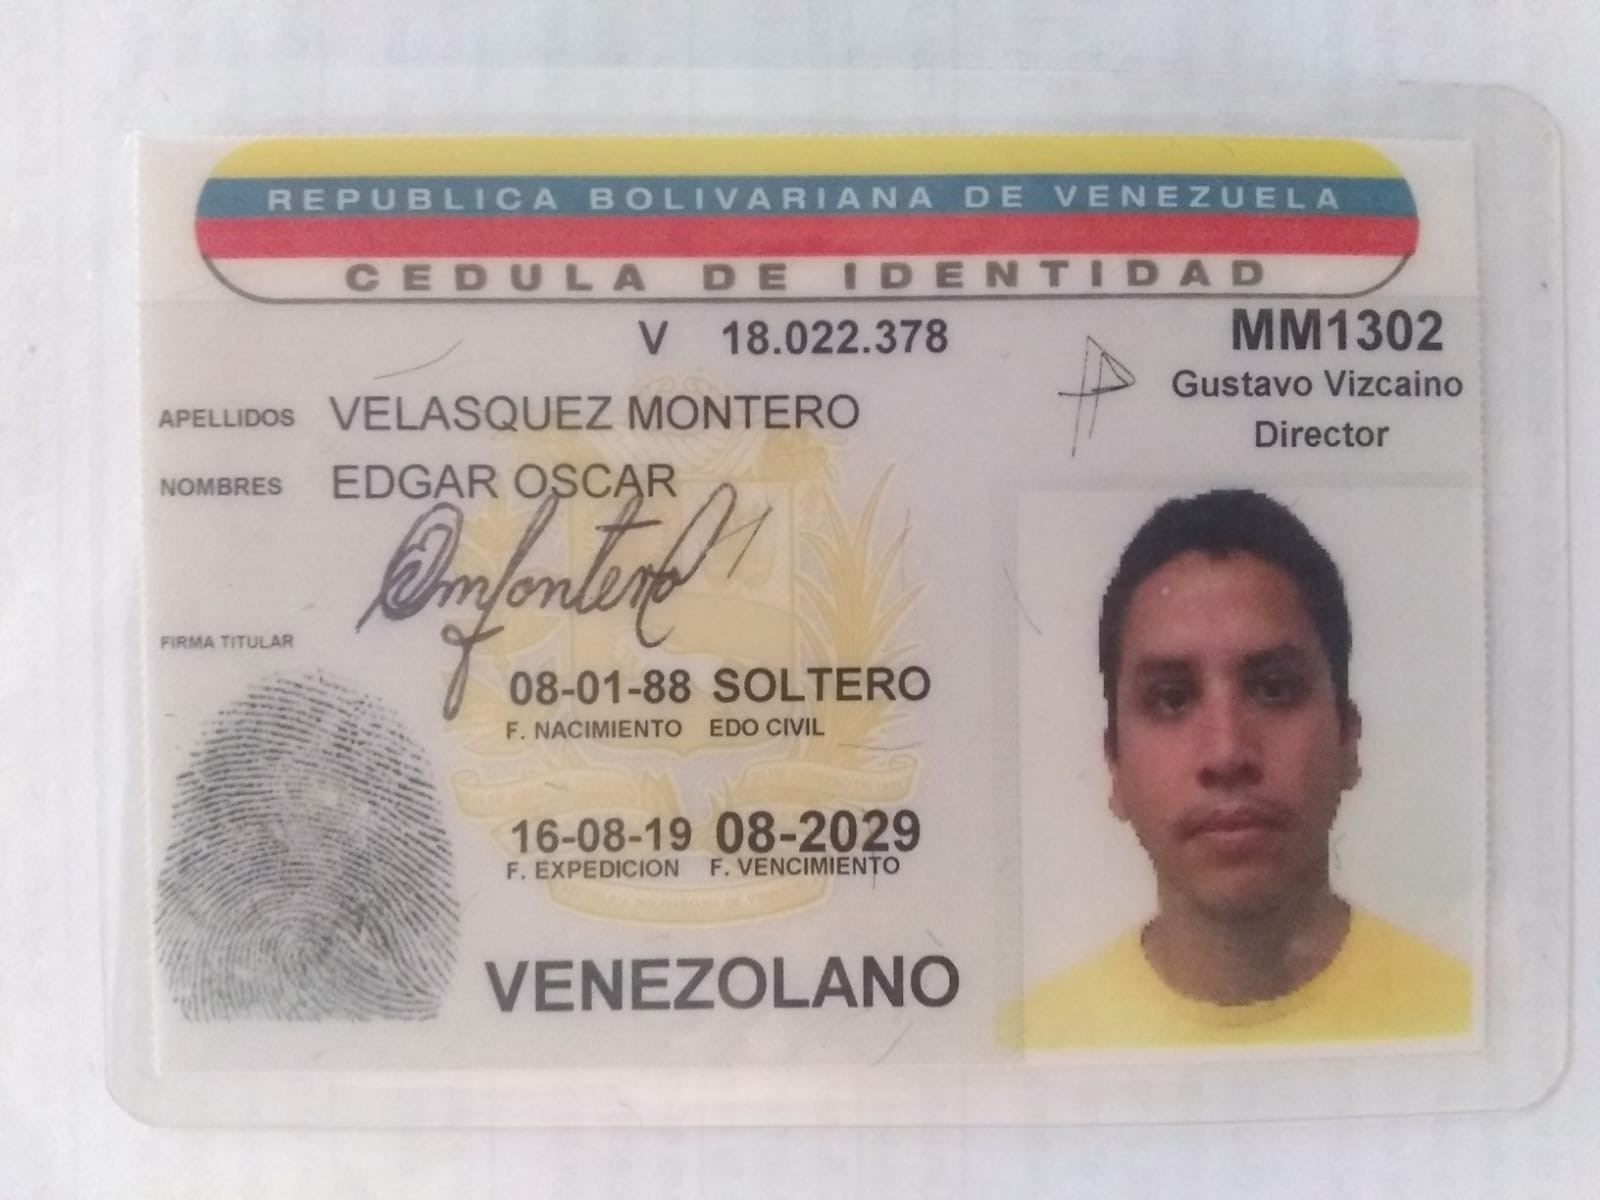 REPUBLICA BOLIVARIANA DE VENEZUELA
CEDULA DE IDENTIDAD
V 18.022.378
MM1302
Gustavo Vizcaino
Director
APELLIDOS VELASQUEZ MONTERO
NOMBRES EDGAR OSCAR
FIRMA TITULAR
08-01-88 SOLTERO
F. NACIMIENTO EDO CIVIL
16-08-19 08-2029
F. EXPEDICION F. VENCIMIENTO
VENEZOLANO